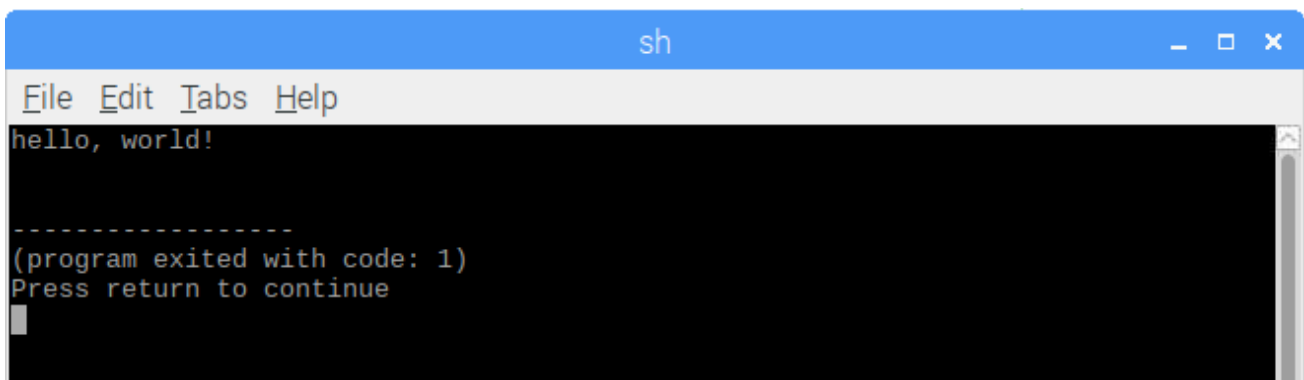 sh
File Edit Tabs Help
hello, world!
------------------
(program exited with code: 1)
Press return to continue